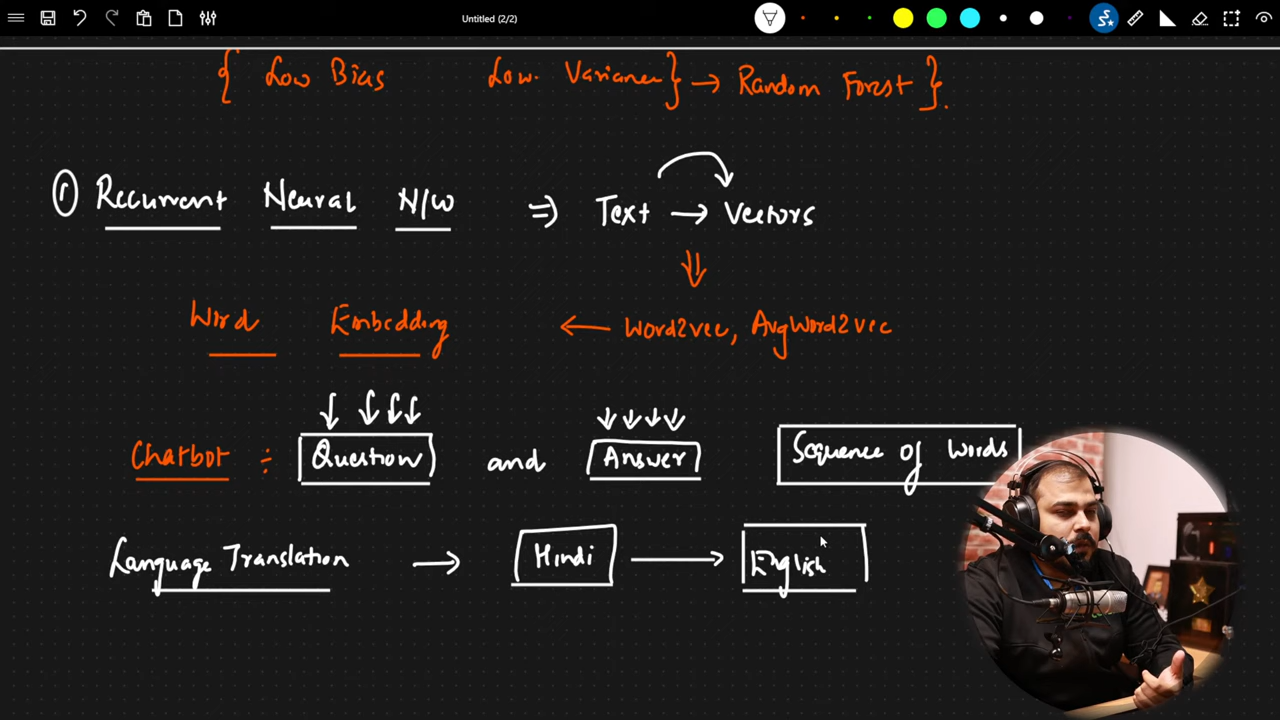 Untitled (2/2)
{ Low Bias Low. Variance } → Random Forest }.
① Recurrent Neural N/W ⇒ Text → Vectors
Word Embedding ← Word2vec, AvgWord2vec
Chatbot ÷ Question and Answer Sequence of words
Language Translation → Hindi → English